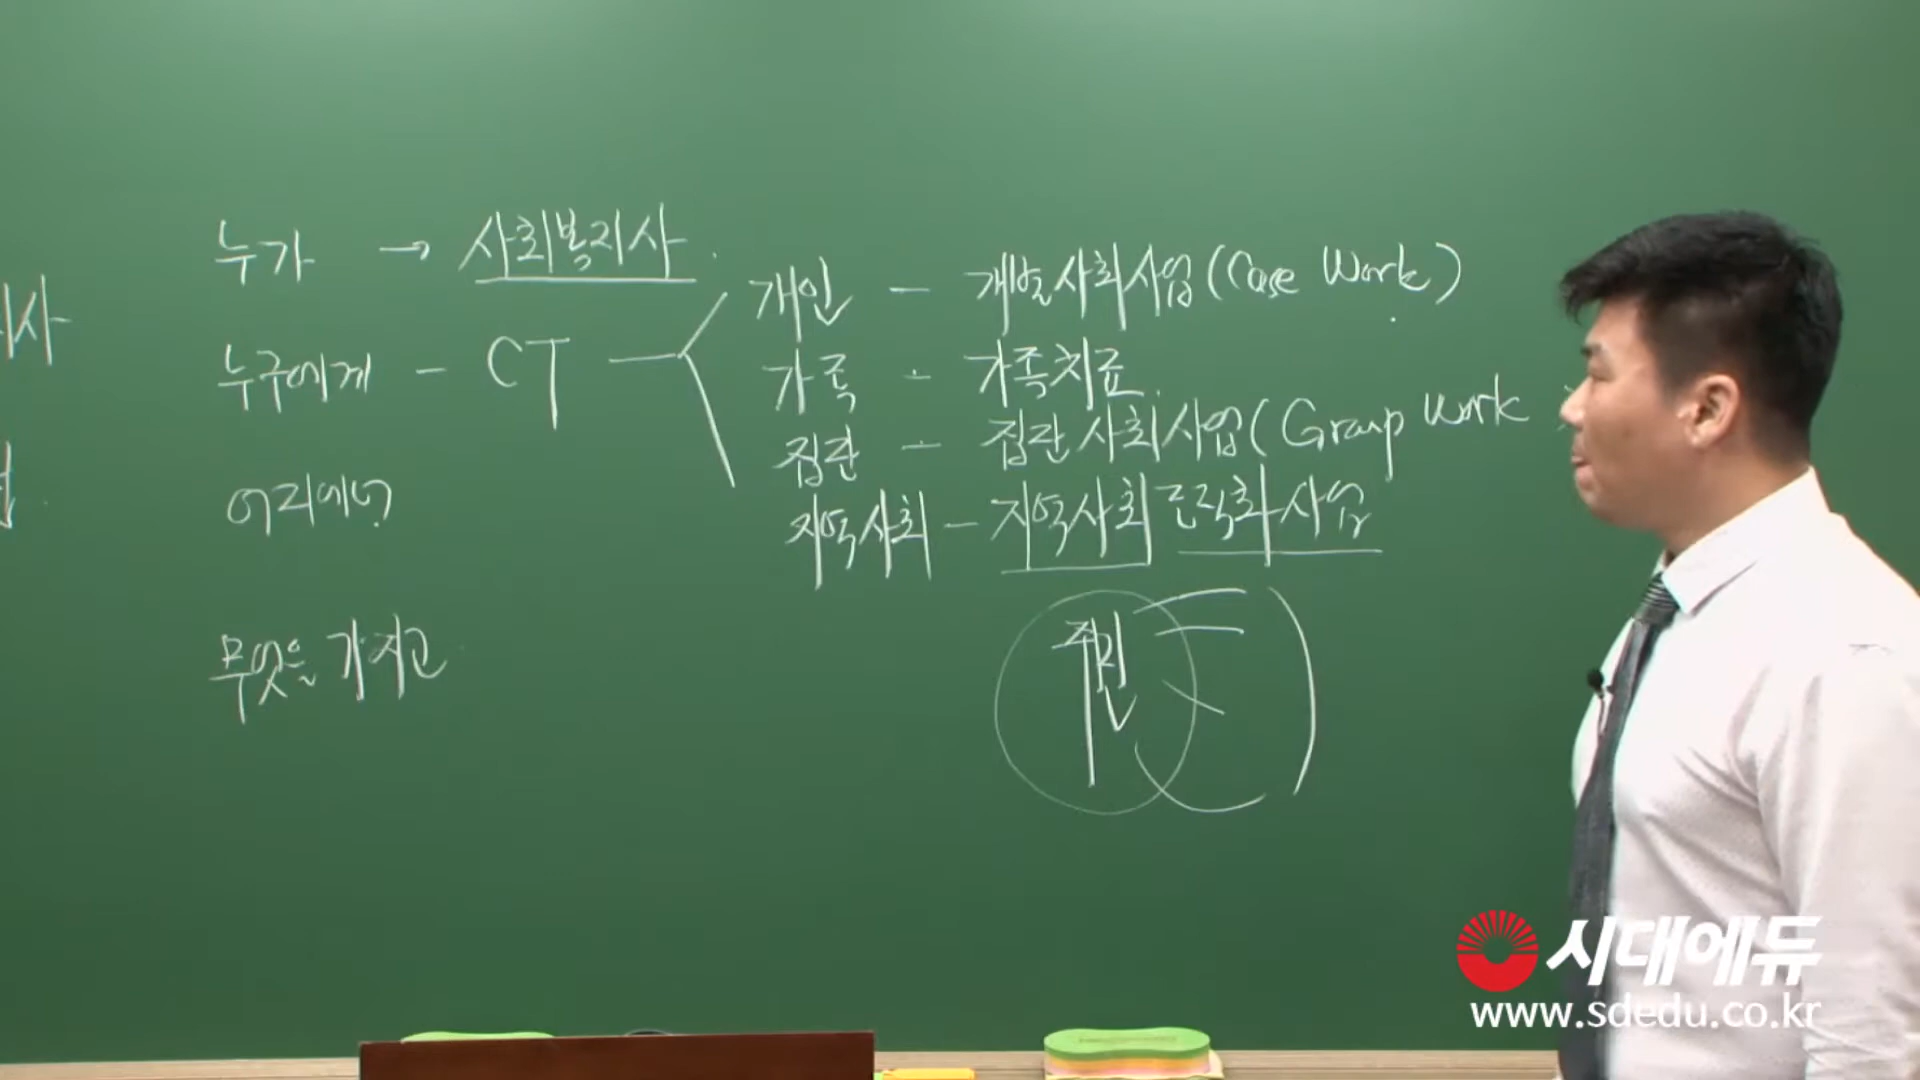 누가 → 사회복지사
누구에게 - CT
개인 - 개별사회사업 (Case Work)
가족 - 가족치료
집단 - 집단사회사업 (Group Work
지역사회 - 지역사회조직화사업
어디에서
무엇을 가지고
주민
시대에듀
www.sdedu.co.kr